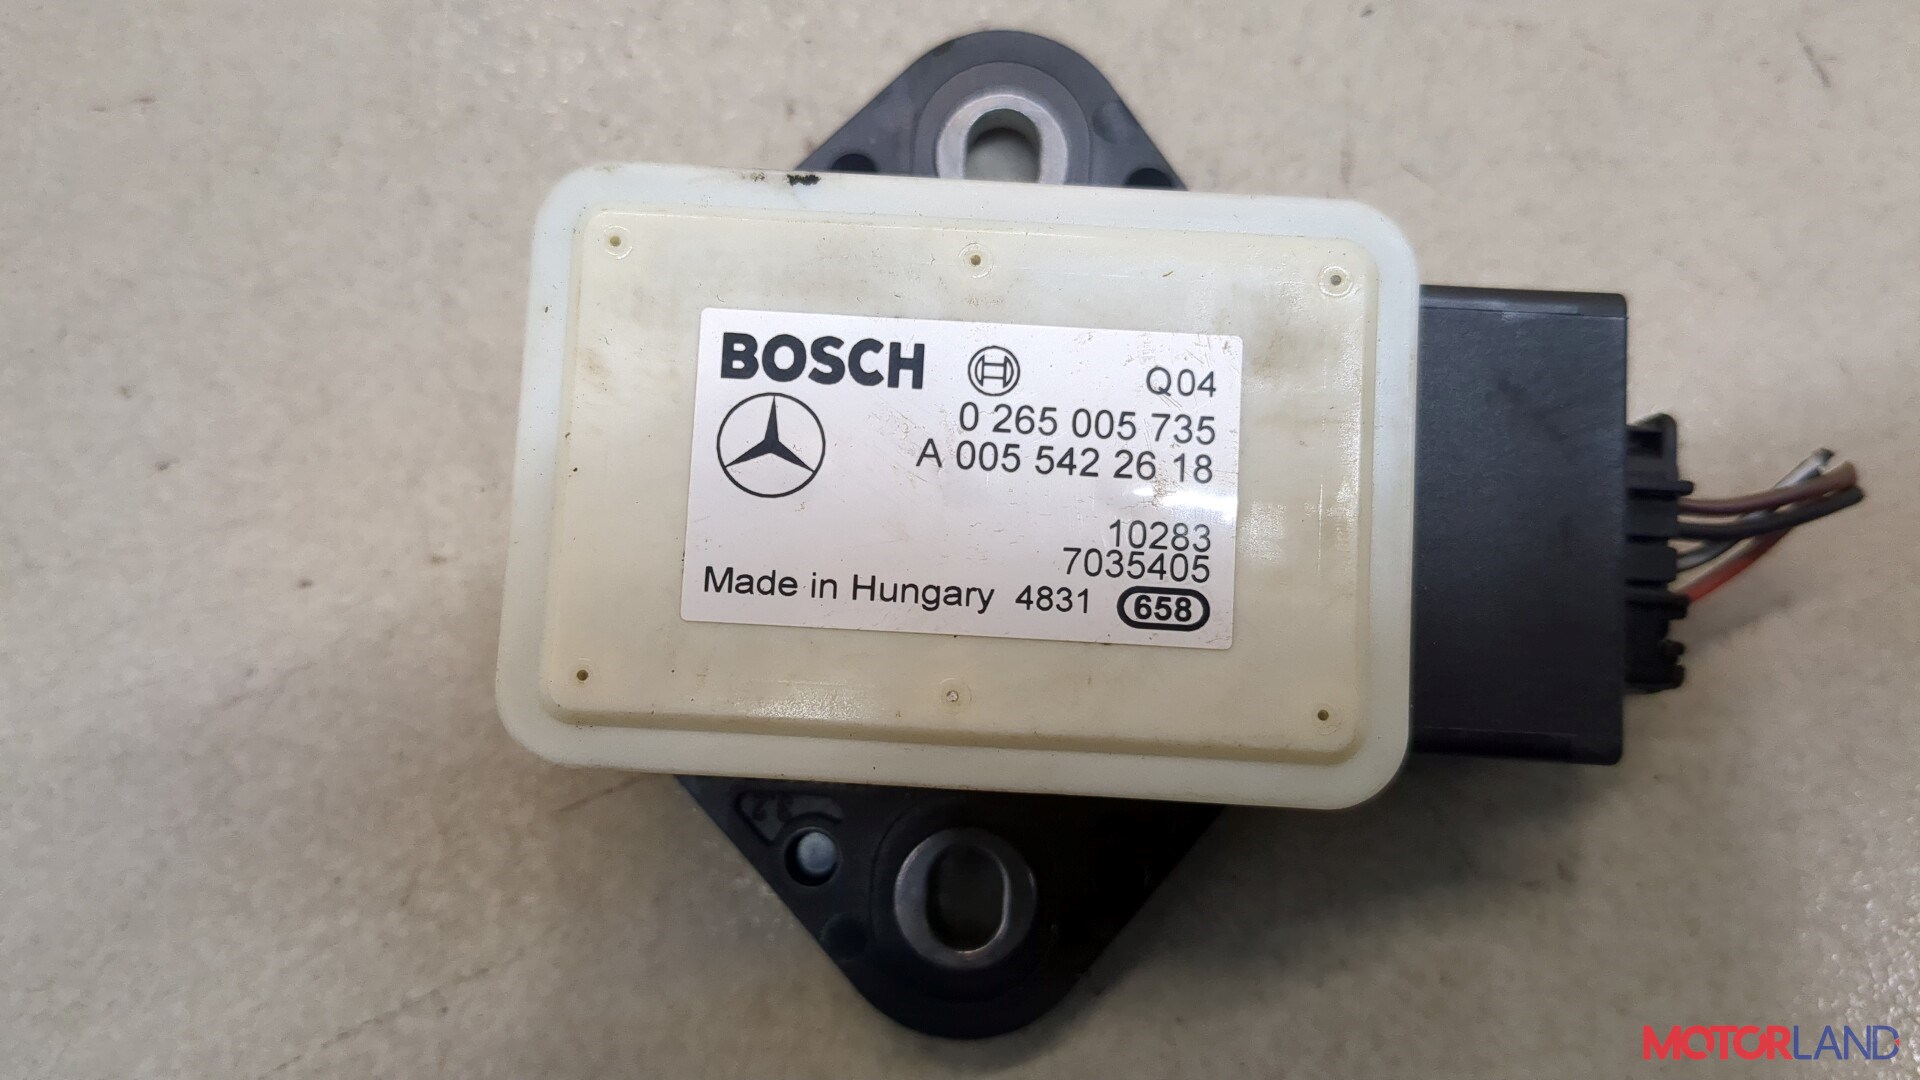 BOSCH
Q04
0 265 005 735
A 005 542 26 18
10283
7035405
Made in Hungary 4831 658
MOTORLAND